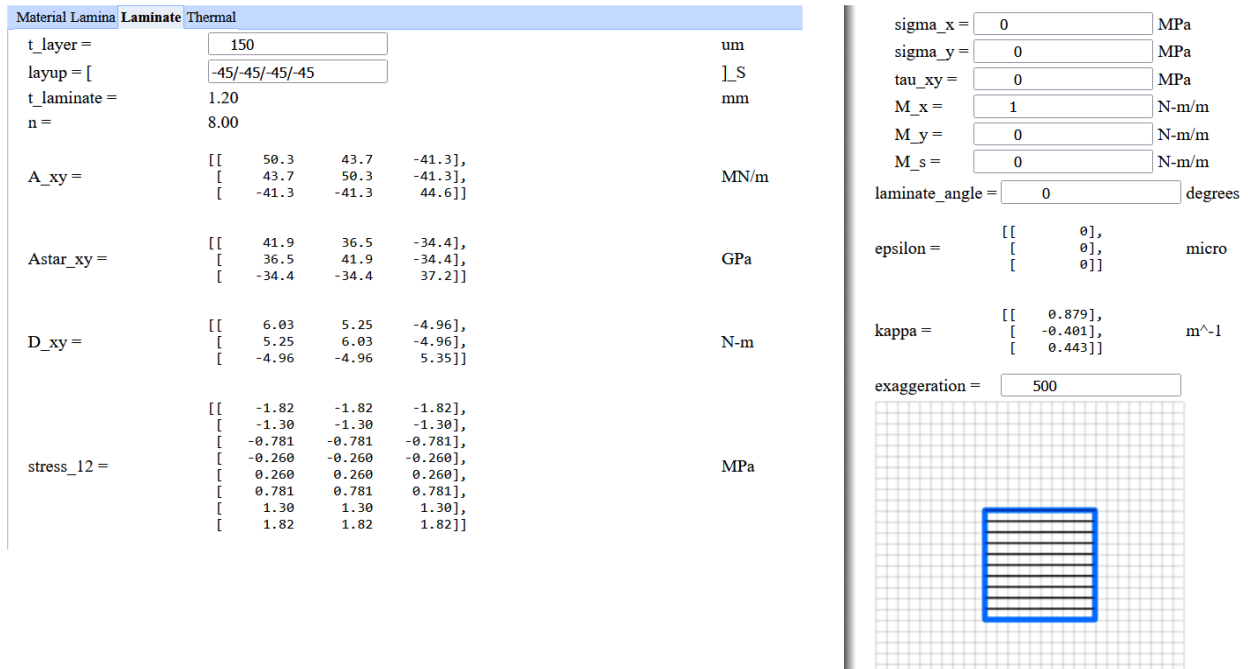 Material Lamina Laminate Thermal
t_layer = 150 um
layup = [ -45/-45/-45/-45 ]_S
t_laminate = 1.20 mm
n = 8.00
A_xy = MN/m
[[ 50.3 43.7 -41.3],
[ 43.7 50.3 -41.3],
[ -41.3 -41.3 44.6]]
Astar_xy = GPa
[[ 41.9 36.5 -34.4],
[ 36.5 41.9 -34.4],
[ -34.4 -34.4 37.2]]
D_xy = N-m
[[ 6.03 5.25 -4.96],
[ 5.25 6.03 -4.96],
[ -4.96 -4.96 5.35]]
stress_12 = MPa
[[ -1.82 -1.82 -1.82],
[ -1.30 -1.30 -1.30],
[ -0.781 -0.781 -0.781],
[ -0.260 -0.260 -0.260],
[ 0.260 0.260 0.260],
[ 0.781 0.781 0.781],
[ 1.30 1.30 1.30],
[ 1.82 1.82 1.82]]
sigma_x = 0 MPa
sigma_y = 0 MPa
tau_xy = 0 MPa
M_x = 1 N-m/m
M_y = 0 N-m/m
M_s = 0 N-m/m
laminate_angle = 0 degrees
epsilon = micro
[[ 0],
[ 0],
[ 0]]
kappa = m^-1
[[ 0.879],
[ -0.401],
[ 0.443]]
exaggeration = 500